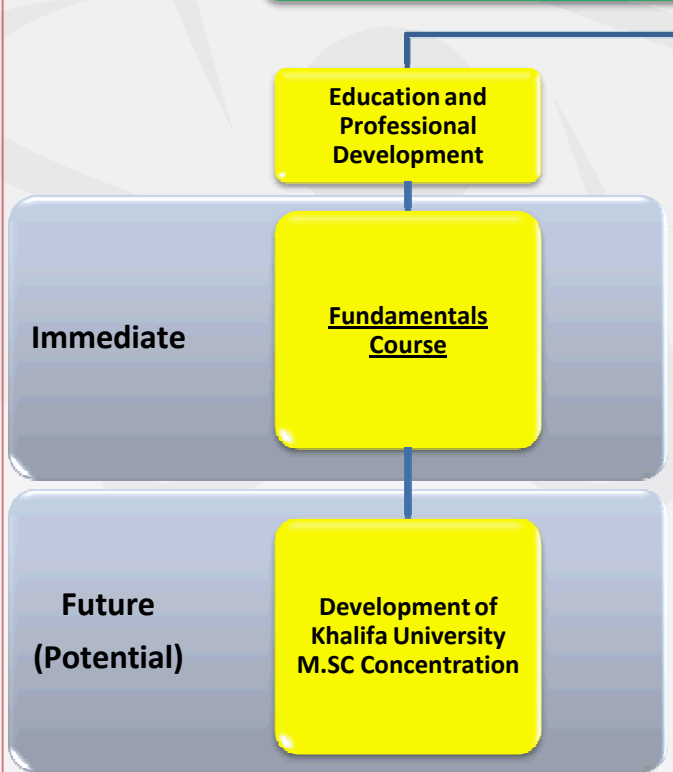 Education and
Professional
Development
Immediate
Fundamentals
Course
Future
(Potential)
Development of
Khalifa University
M.SC Concentration